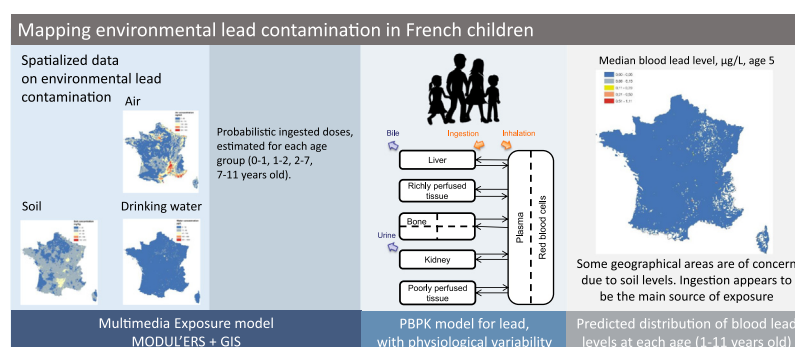 Mapping environmental lead contamination in French children
Spatialized data
on environmental lead
contamination
Air
Soil
Drinking water
Probabilistic ingested doses,
estimated for each age
group (0-1, 1-2, 2-7,
7-11 years old).
Multimedia Exposure model
MODUL'ERS + GIS
Bile
Ingestion
Inhalation
Liver
Richly perfused
tissue
Bone
Urine
Kidney
Poorly perfused
tissue
Plasma
Red blood cells
PBPK model for lead,
with physiological variability
Median blood lead level, µg/L, age 5
Some geographical areas are of concern
due to soil levels. Ingestion appears to
be the main source of exposure
Predicted distribution of blood lead
levels at each age (1-11 years old)